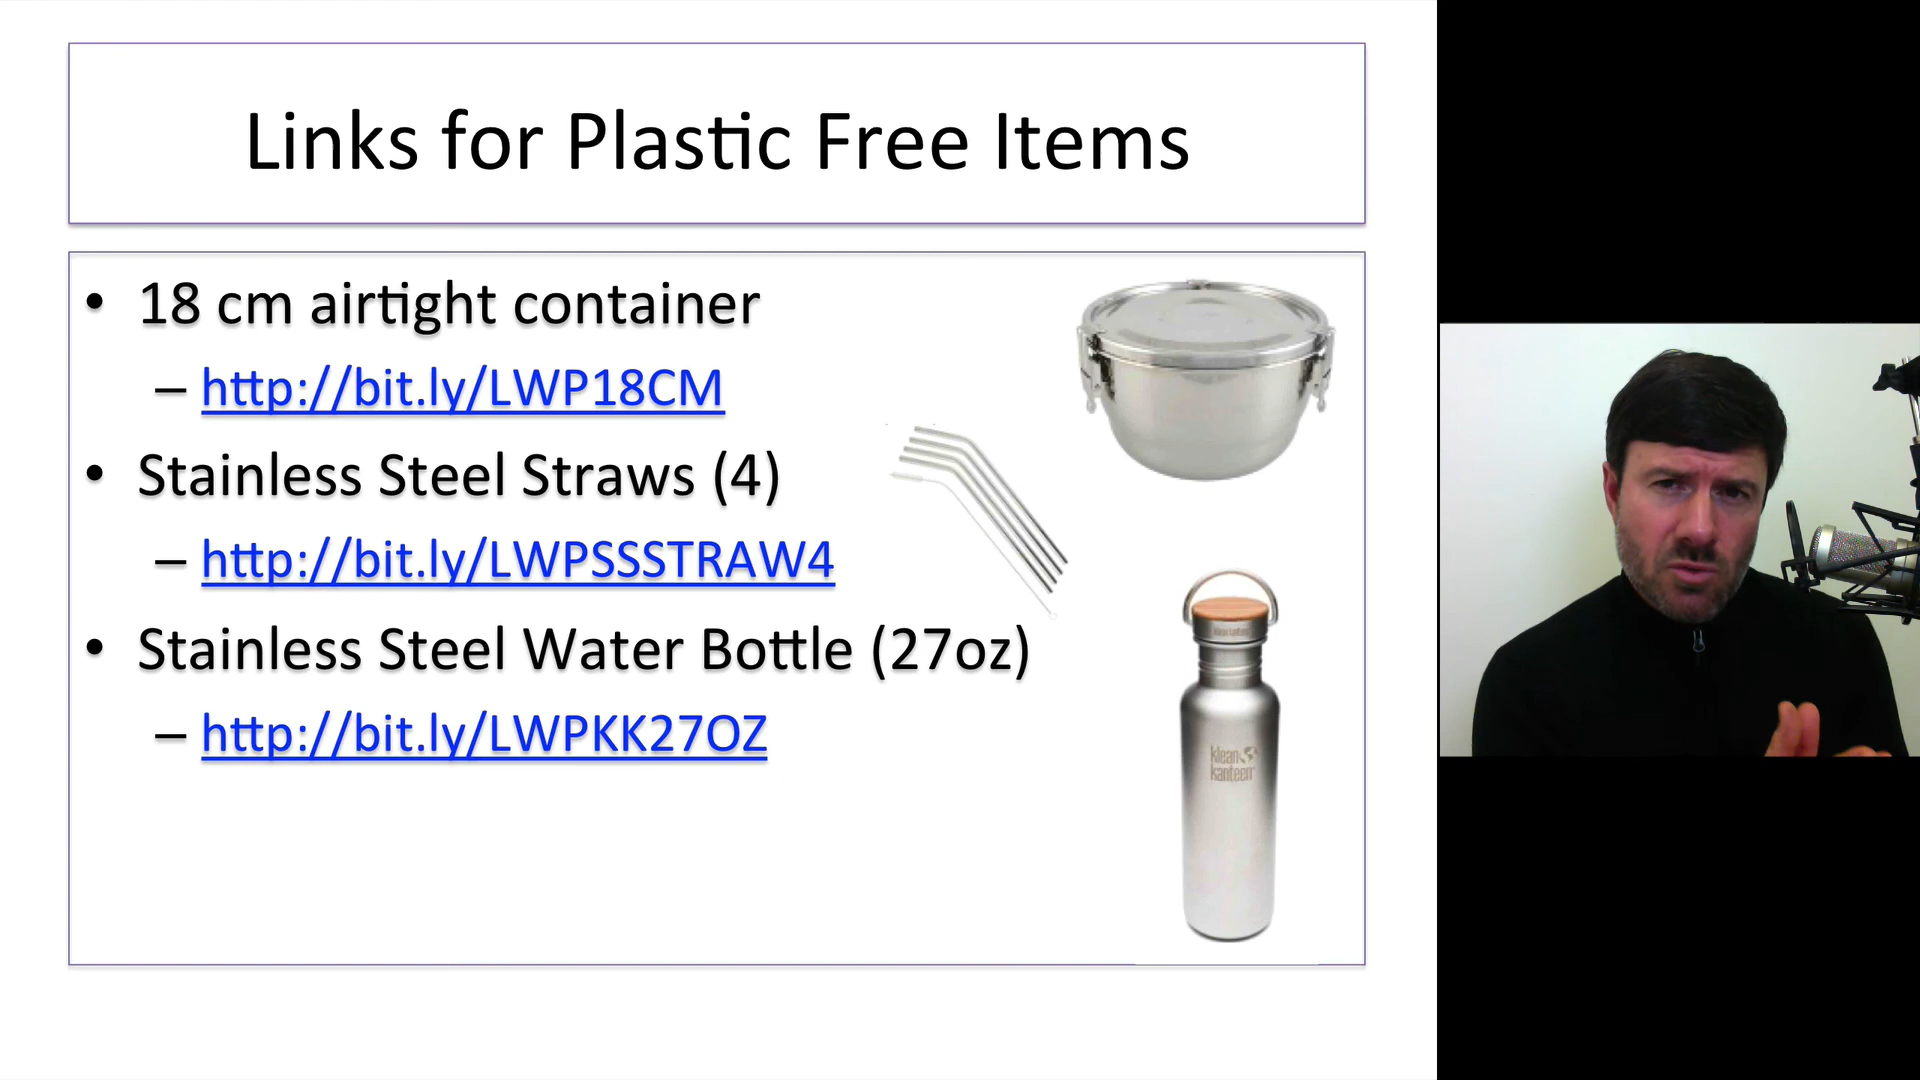 Links for Plastic Free Items
• 18 cm airtight container
– http://bit.ly/LWP18CM
• Stainless Steel Straws (4)
– http://bit.ly/LWPSSSTRAW4
• Stainless Steel Water Bottle (27oz)
– http://bit.ly/LWPKK27OZ
klean
kanteen